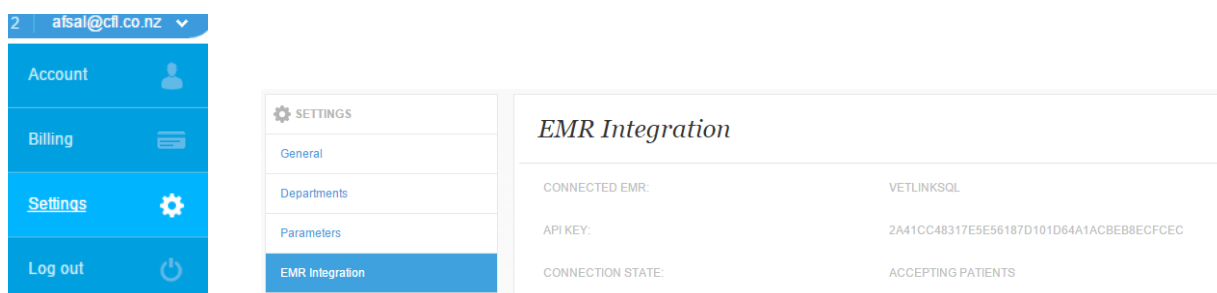 2 afsal@cfl.co.nz
Account
Billing
Settings
Log out
SETTINGS
General
Departments
Parameters
EMR Integration
EMR Integration
CONNECTED EMR: VETLINKSQL
API KEY: 2A41CC48317E5E56187D101D64A1ACBEB8ECFCEC
CONNECTION STATE: ACCEPTING PATIENTS